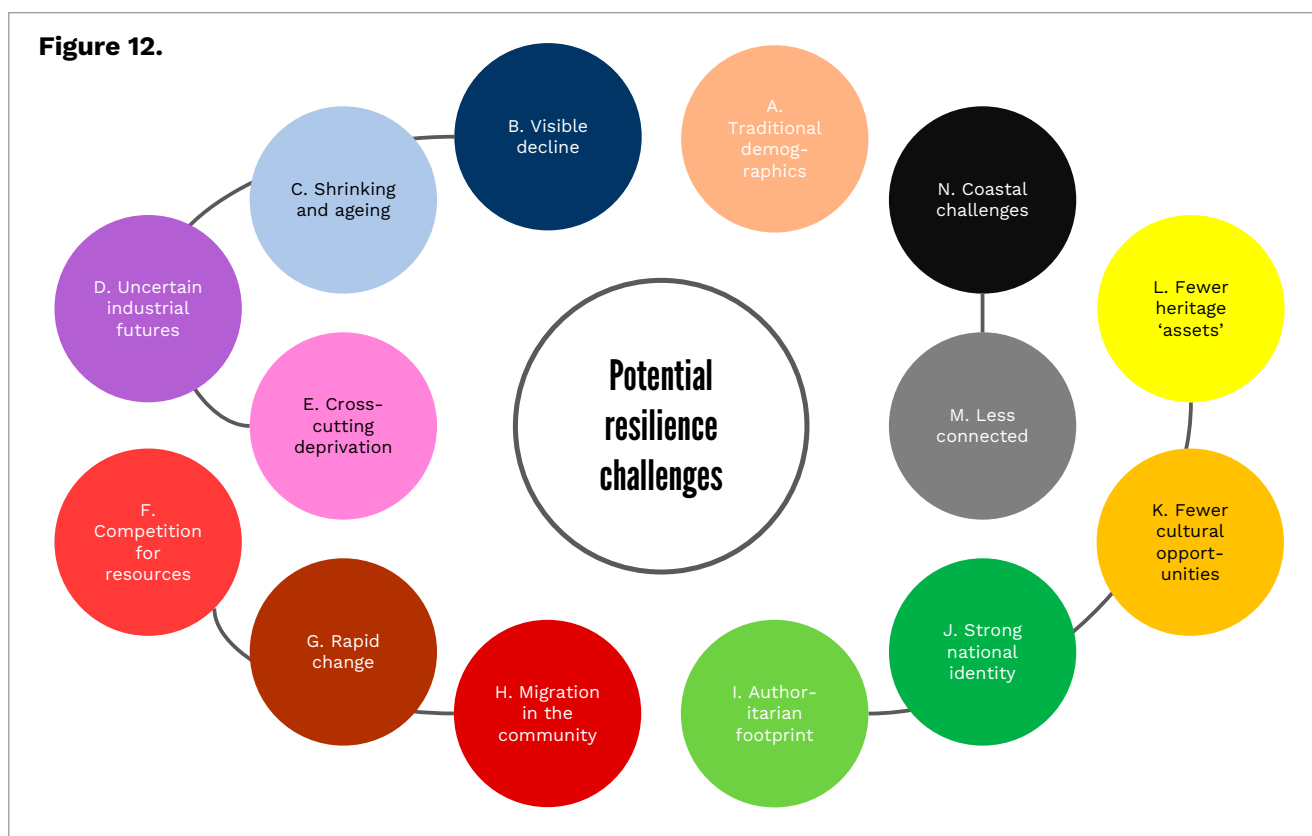 Figure 12.
A.
Traditional
demog-
raphics
B. Visible
decline
C. Shrinking
and ageing
D. Uncertain
industrial
futures
E. Cross-
cutting
deprivation
F.
Competition
for
resources
G. Rapid
change
H. Migration
in the
community
I. Author-
itarian
footprint
J. Strong
national
identity
K. Fewer
cultural
opport-
unities
L. Fewer
heritage
‘assets’
M. Less
connected
N. Coastal
challenges
Potential
resilience
challenges